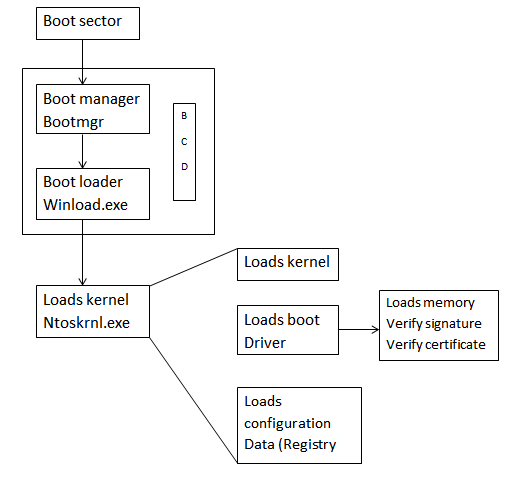 Boot sector
Boot manager
Bootmgr
B
C
D
Boot loader
Winload.exe
Loads kernel
Ntoskrnl.exe
Loads kernel
Loads boot
Driver
Loads memory
Verify signature
Verify certificate
Loads
configuration
Data (Registry